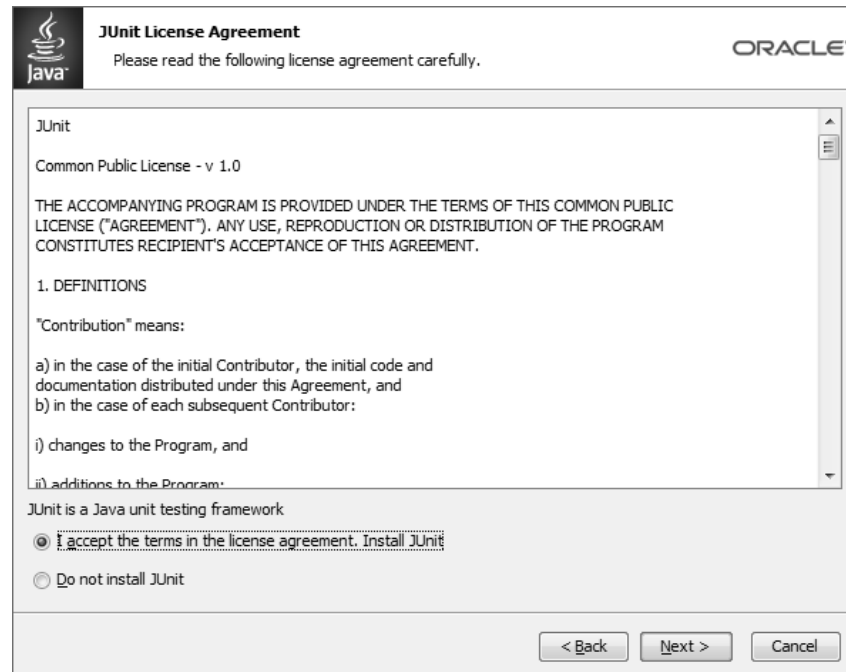 JUnit License Agreement
Please read the following license agreement carefully.
Java
ORACLE
JUnit
Common Public License - v 1.0
THE ACCOMPANYING PROGRAM IS PROVIDED UNDER THE TERMS OF THIS COMMON PUBLIC
LICENSE ("AGREEMENT"). ANY USE, REPRODUCTION OR DISTRIBUTION OF THE PROGRAM
CONSTITUTES RECIPIENT'S ACCEPTANCE OF THIS AGREEMENT.
1. DEFINITIONS
"Contribution" means:
a) in the case of the initial Contributor, the initial code and
documentation distributed under this Agreement, and
b) in the case of each subsequent Contributor:
i) changes to the Program, and
ii) additions to the Program;
JUnit is a Java unit testing framework
I accept the terms in the license agreement. Install JUnit
Do not install JUnit
< Back Next > Cancel